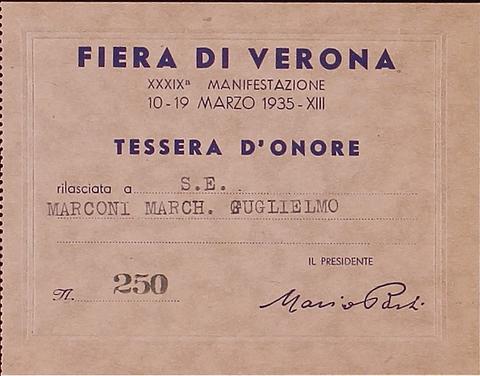 FIERA DI VERONA
XXXIXª MANIFESTAZIONE
10-19 MARZO 1935-XIII
TESSERA D'ONORE
rilasciata a S.E.
MARCONI MARCH. GUGLIELMO
IL PRESIDENTE
N. 250
Mario